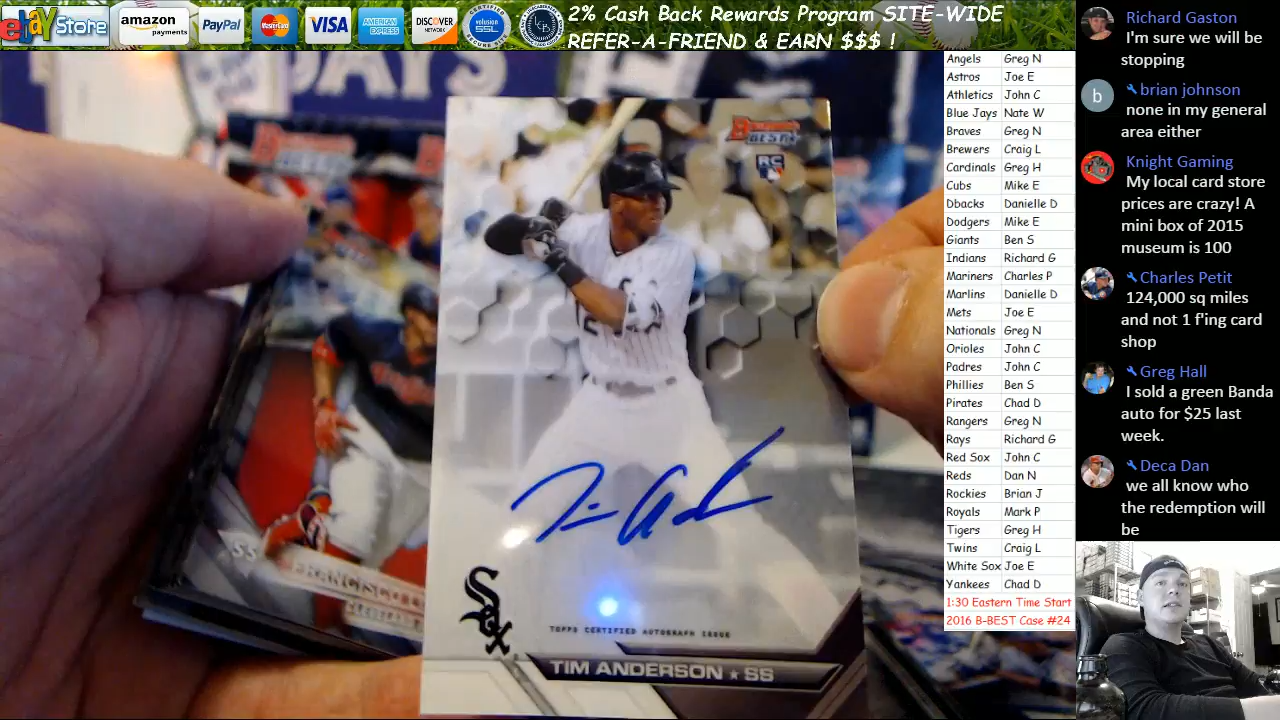 ebay Store
amazon payments
PayPal
MasterCard
VISA
AMERICAN EXPRESS
DISCOVER NETWORK
volusion SSL
2% Cash Back Rewards Program SITE-WIDE
REFER-A-FRIEND & EARN $$$ !
DAYS
BOWMAN'S BEST
RC
Sox
TOPPS CERTIFIED AUTOGRAPH ISSUE
TIM ANDERSON ★ SS
Angels Greg N
Astros Joe E
Athletics John C
Blue Jays Nate W
Braves Greg N
Brewers Craig L
Cardinals Greg H
Cubs Mike E
Dbacks Danielle D
Dodgers Mike E
Giants Ben S
Indians Richard G
Mariners Charles P
Marlins Danielle D
Mets Joe E
Nationals Greg N
Orioles John C
Padres John C
Phillies Ben S
Pirates Chad D
Rangers Greg N
Rays Richard G
Red Sox John C
Reds Dan N
Rockies Brian J
Royals Mark P
Tigers Greg H
Twins Craig L
White Sox Joe E
Yankees Chad D
1:30 Eastern Time Start
2016 B-BEST Case #24
Richard Gaston
I'm sure we will be
stopping
b
brian johnson
none in my general
area either
Knight Gaming
My local card store
prices are crazy! A
mini box of 2015
museum is 100
Charles Petit
124,000 sq miles
and not 1 f'ing card
shop
Greg Hall
I sold a green Banda
auto for $25 last
week.
Deca Dan
we all know who
the redemption will
be